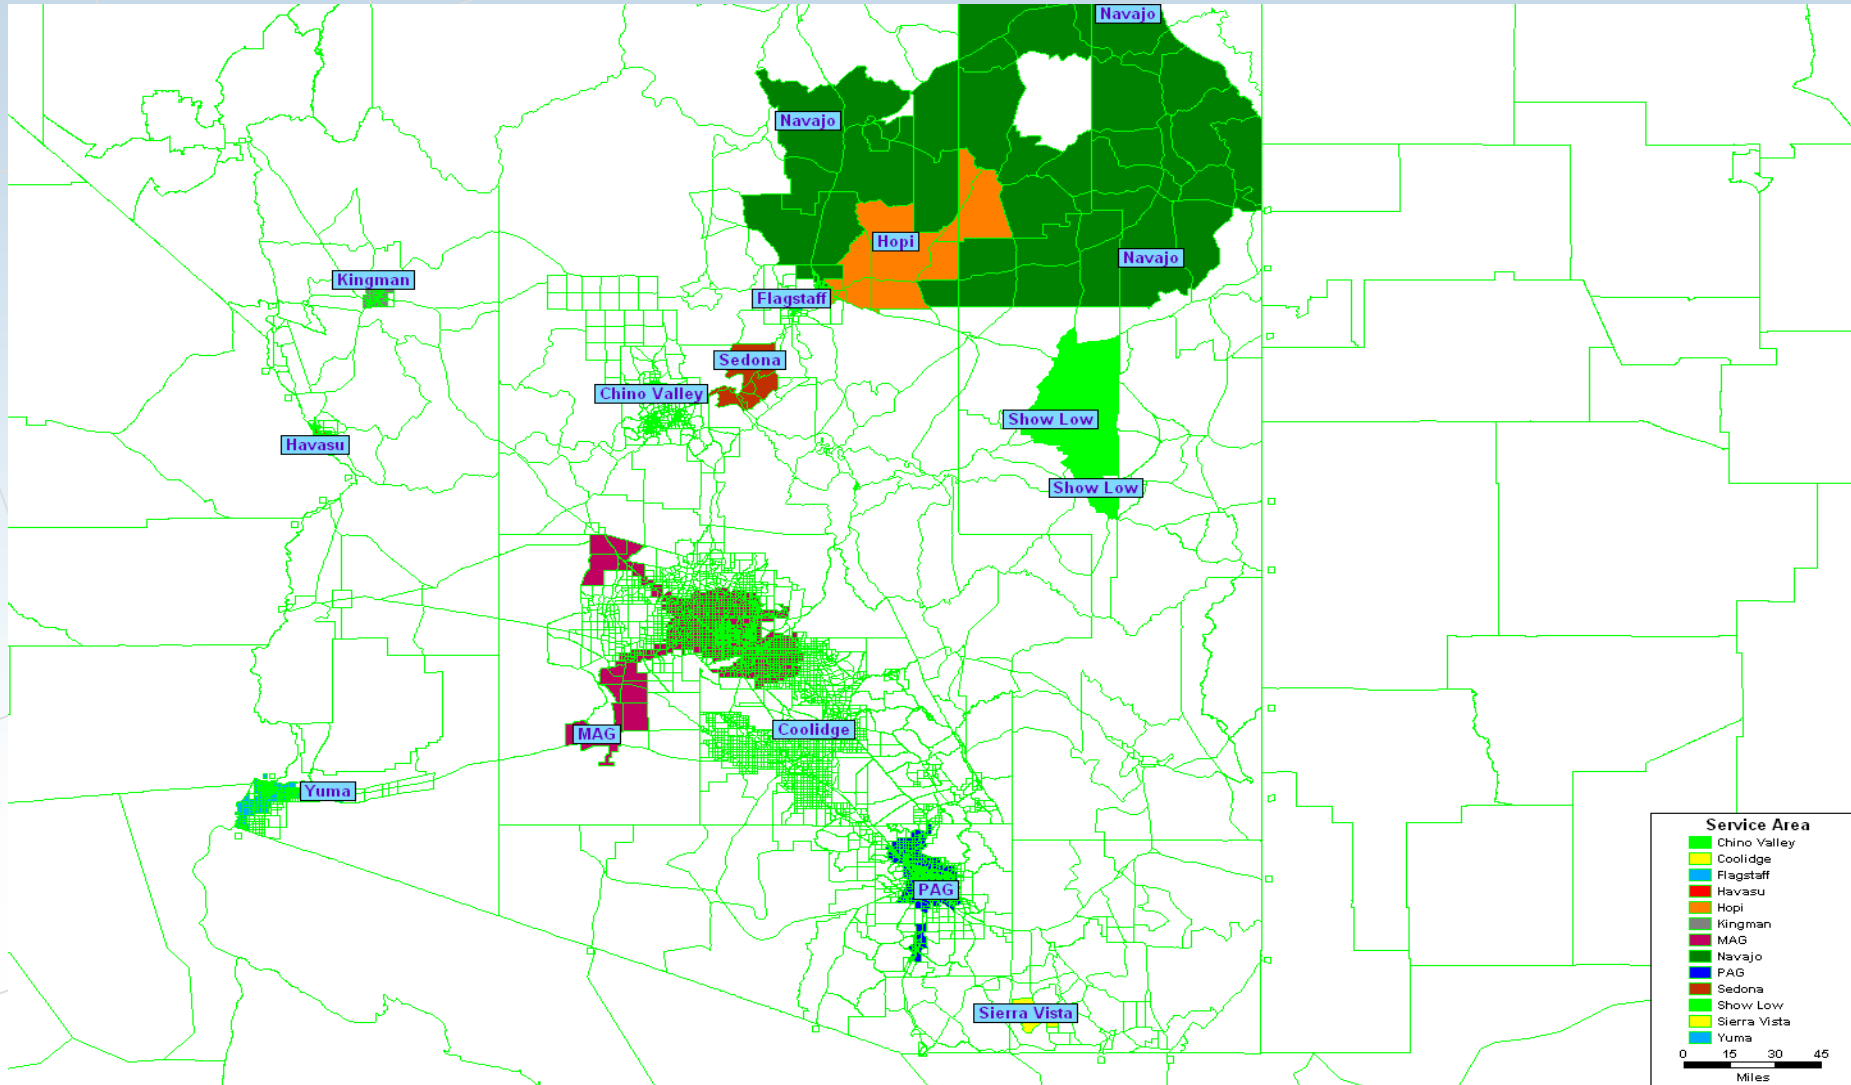 Navajo
Navajo
Hopi
Navajo
Kingman
Flagstaff
Sedona
Chino Valley
Show Low
Havasu
Show Low
Coolidge
MAG
Yuma
PAG
Sierra Vista
Service Area
Chino Valley
Coolidge
Flagstaff
Havasu
Hopi
Kingman
MAG
Navajo
PAG
Sedona
Show Low
Sierra Vista
Yuma
0 15 30 45
Miles